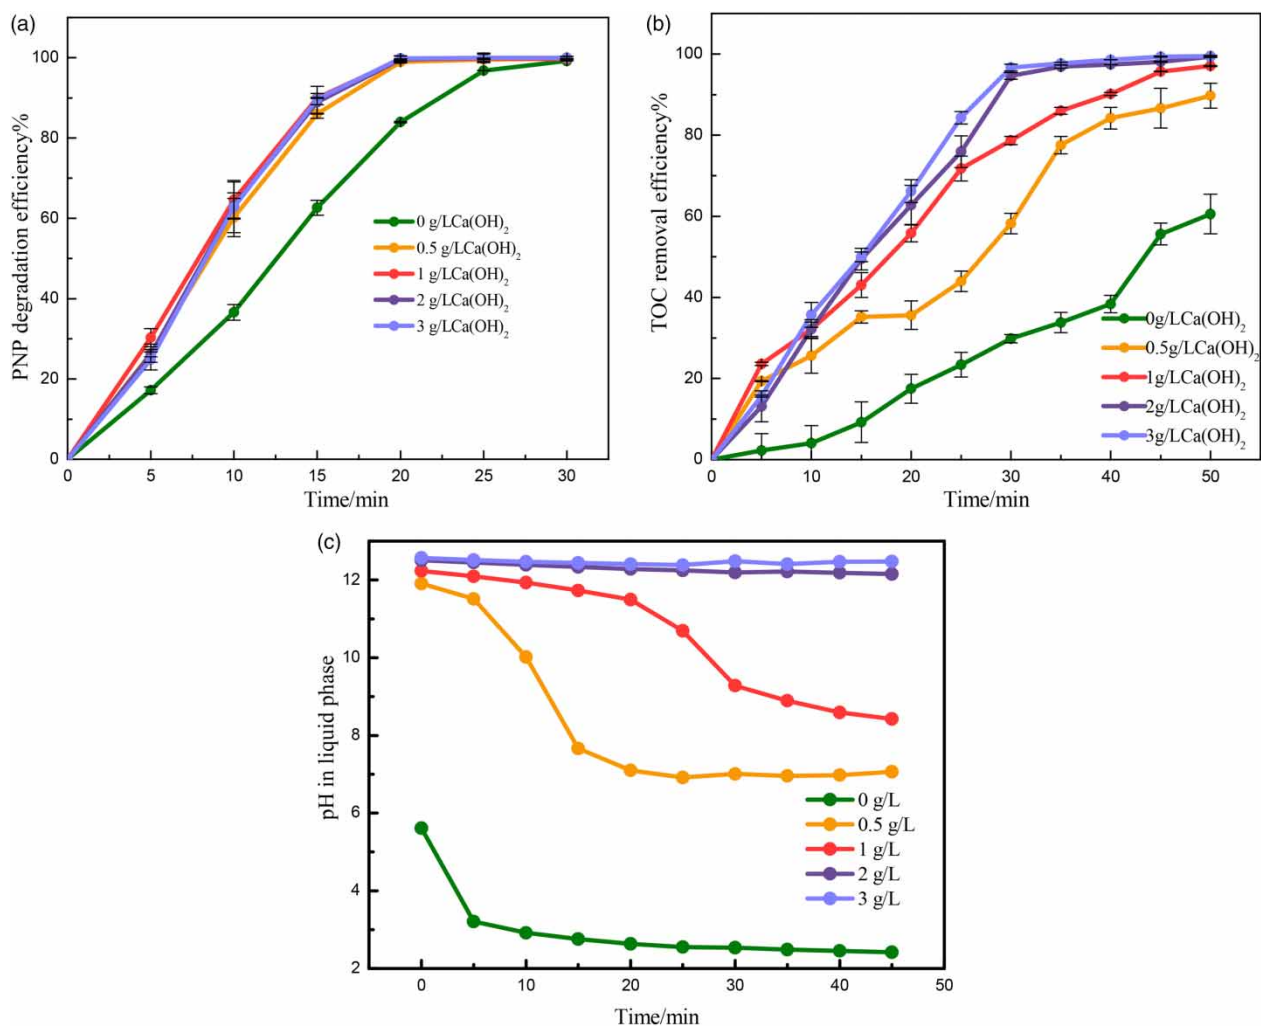 (a)
PNP degradation efficiency%
100
80
60
40
20
0
0 5 10 15 20 25 30
Time/min
0 g/LCa(OH)₂
0.5 g/LCa(OH)₂
1 g/LCa(OH)₂
2 g/LCa(OH)₂
3 g/LCa(OH)₂
(b)
TOC removal efficiency%
100
80
60
40
20
0
0 10 20 30 40 50
Time/min
0g/LCa(OH)₂
0.5g/LCa(OH)₂
1g/LCa(OH)₂
2g/LCa(OH)₂
3g/LCa(OH)₂
(c)
pH in liquid phase
12
10
8
6
4
2
0 10 20 30 40 50
Time/min
0 g/L
0.5 g/L
1 g/L
2 g/L
3 g/L